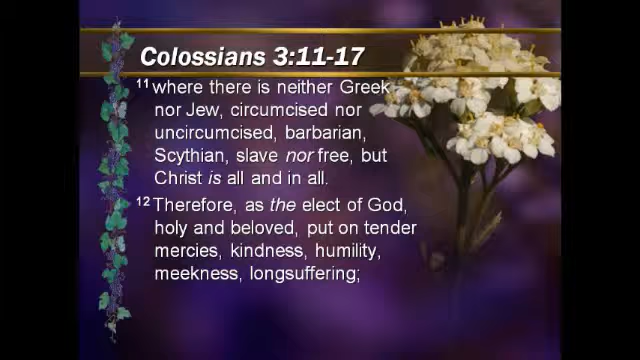 Colossians 3:11-17
11 where there is neither Greek
nor Jew, circumcised nor
uncircumcised, barbarian,
Scythian, slave nor free, but
Christ is all and in all.
12 Therefore, as the elect of God,
holy and beloved, put on tender
mercies, kindness, humility,
meekness, longsuffering;